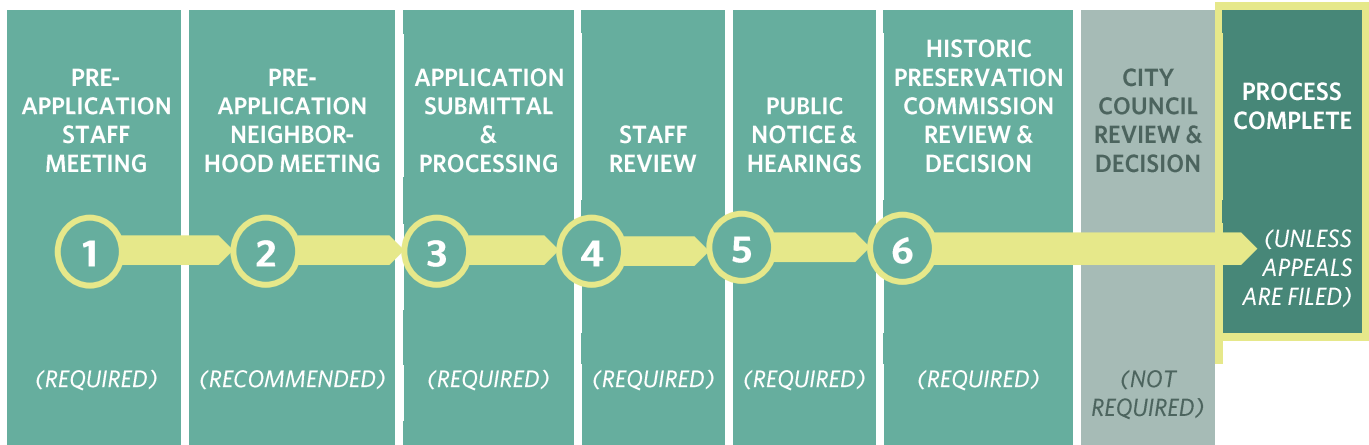 PRE-
APPLICATION
STAFF
MEETING
1
(REQUIRED)
PRE-
APPLICATION
NEIGHBOR-
HOOD MEETING
2
(RECOMMENDED)
APPLICATION
SUBMITTAL
&
PROCESSING
3
(REQUIRED)
STAFF
REVIEW
4
(REQUIRED)
PUBLIC
NOTICE &
HEARINGS
5
(REQUIRED)
HISTORIC
PRESERVATION
COMMISSION
REVIEW &
DECISION
6
(REQUIRED)
CITY
COUNCIL
REVIEW &
DECISION
(NOT
REQUIRED)
PROCESS
COMPLETE
(UNLESS
APPEALS
ARE FILED)